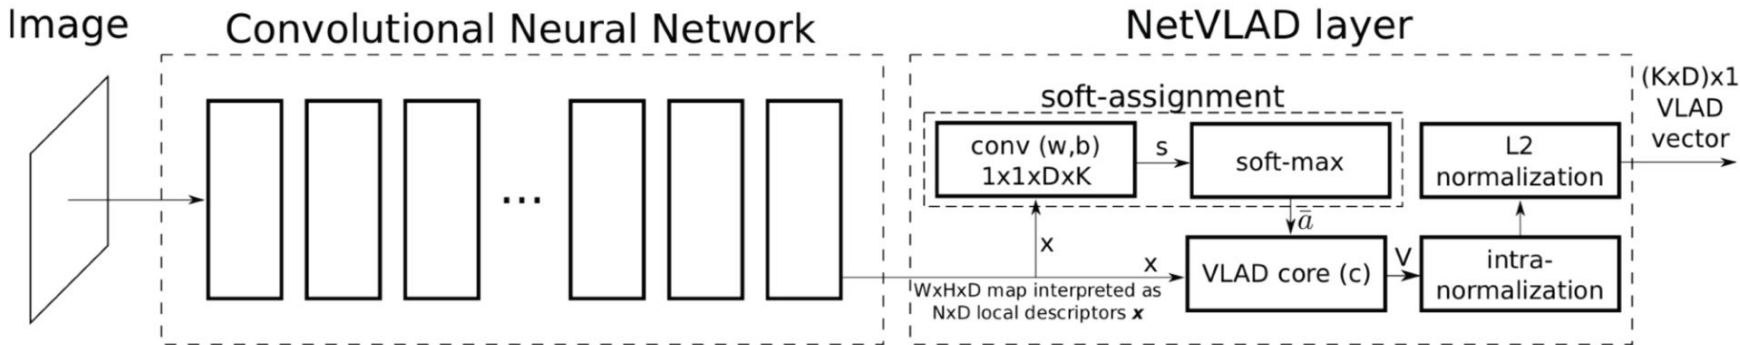 Image
Convolutional Neural Network
NetVLAD layer
...
soft-assignment
conv (w,b)
1x1xDxK
s
soft-max
L2
normalization
(KxD)x1
VLAD
vector
x
ā
x
VLAD core (c)
V
intra-
normalization
WxHxD map interpreted as
NxD local descriptors x